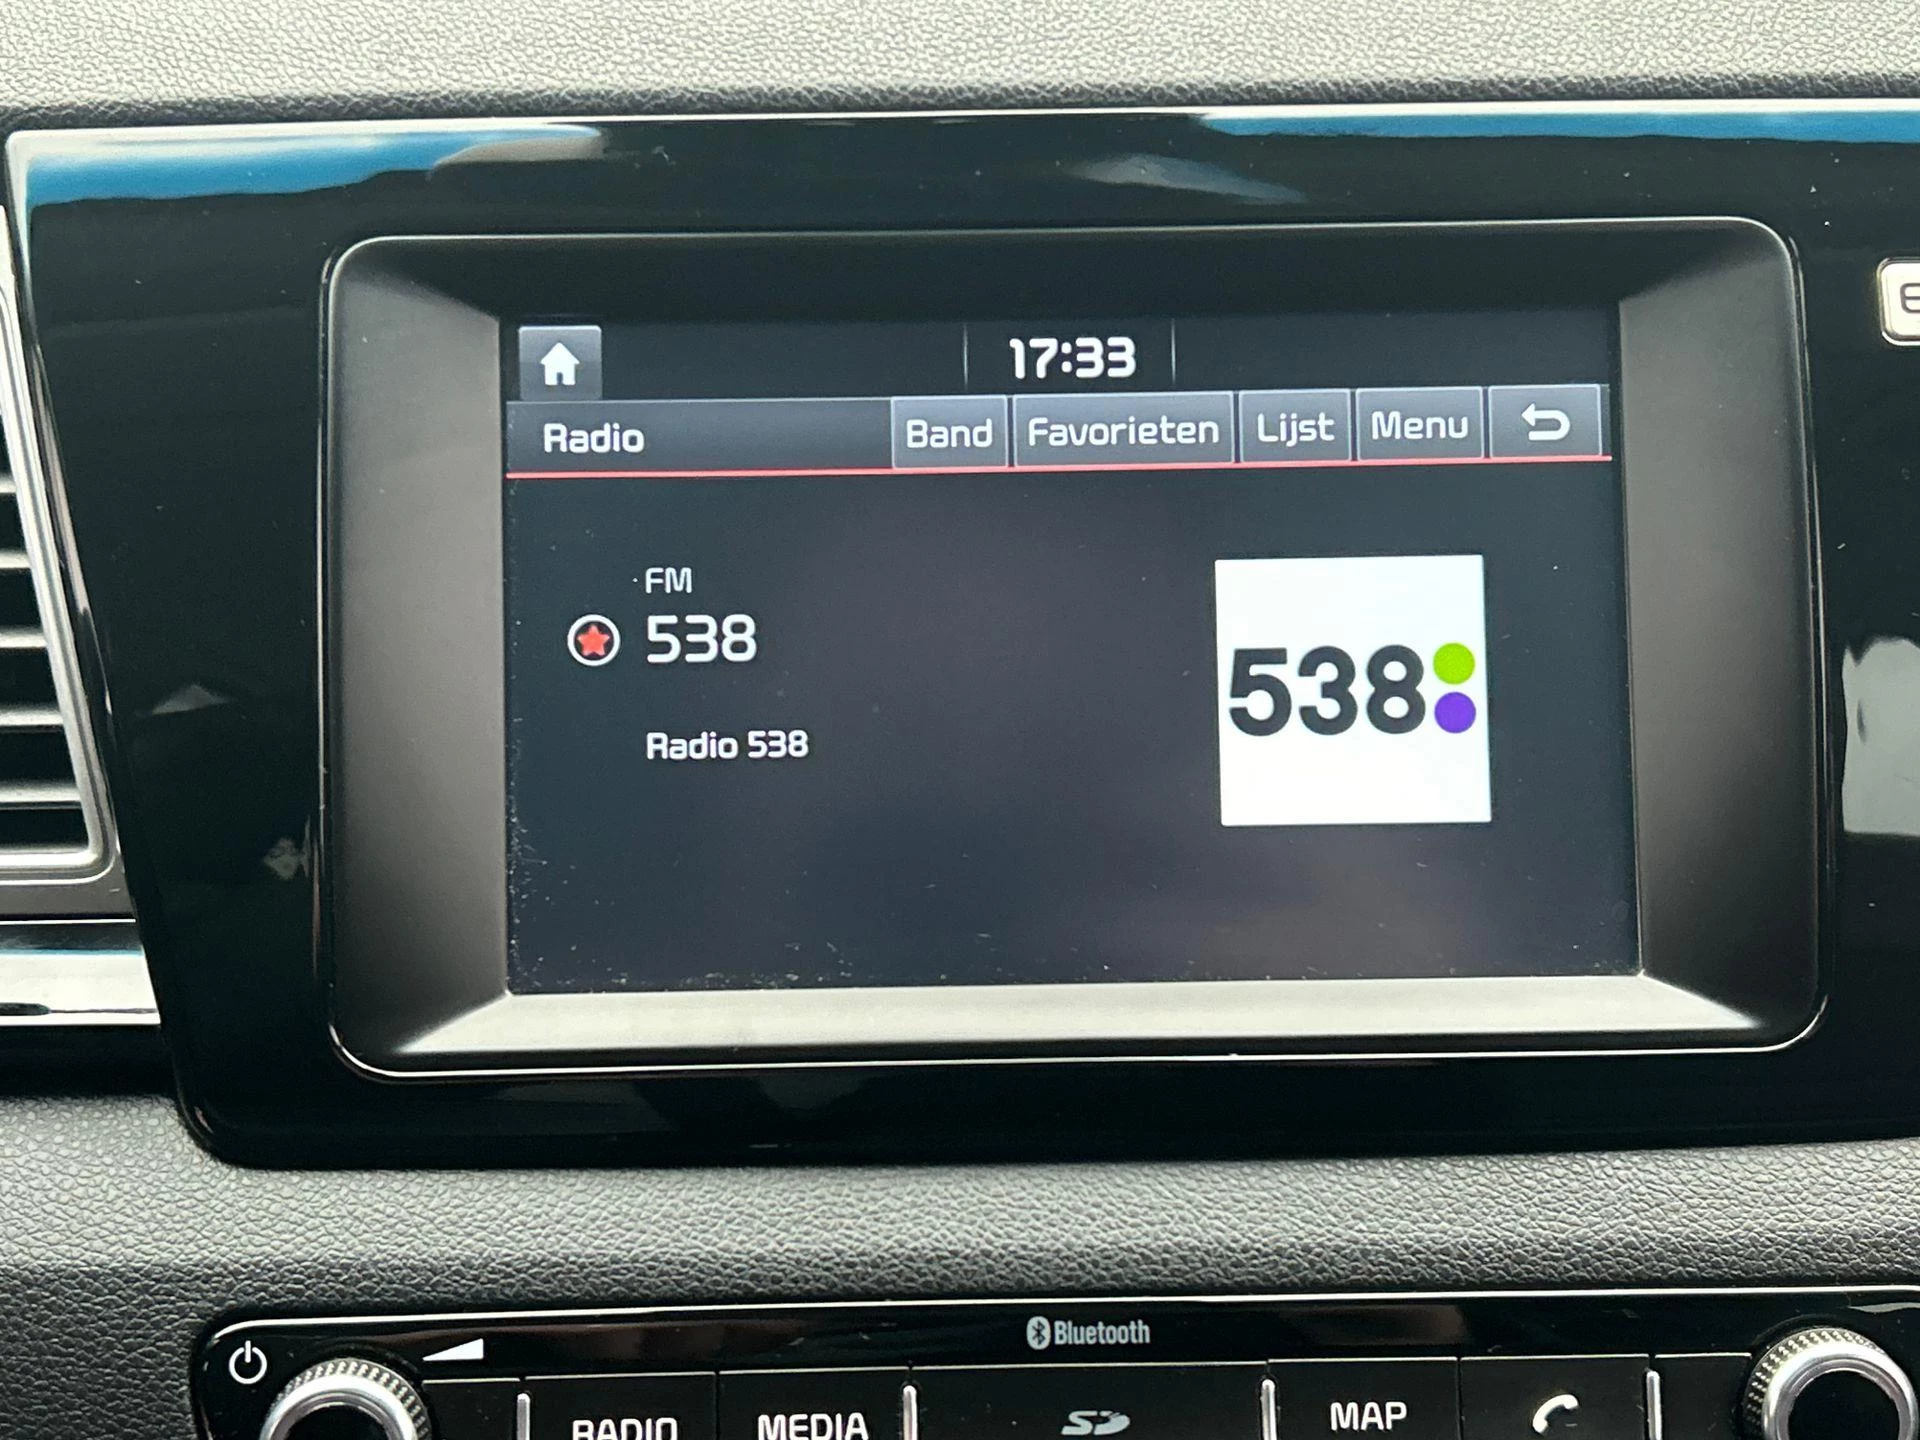 17:33
Radio
Band
Favorieten
Lijst
Menu
FM
538
Radio 538
538
Bluetooth
RADIO
MEDIA
SD
MAP